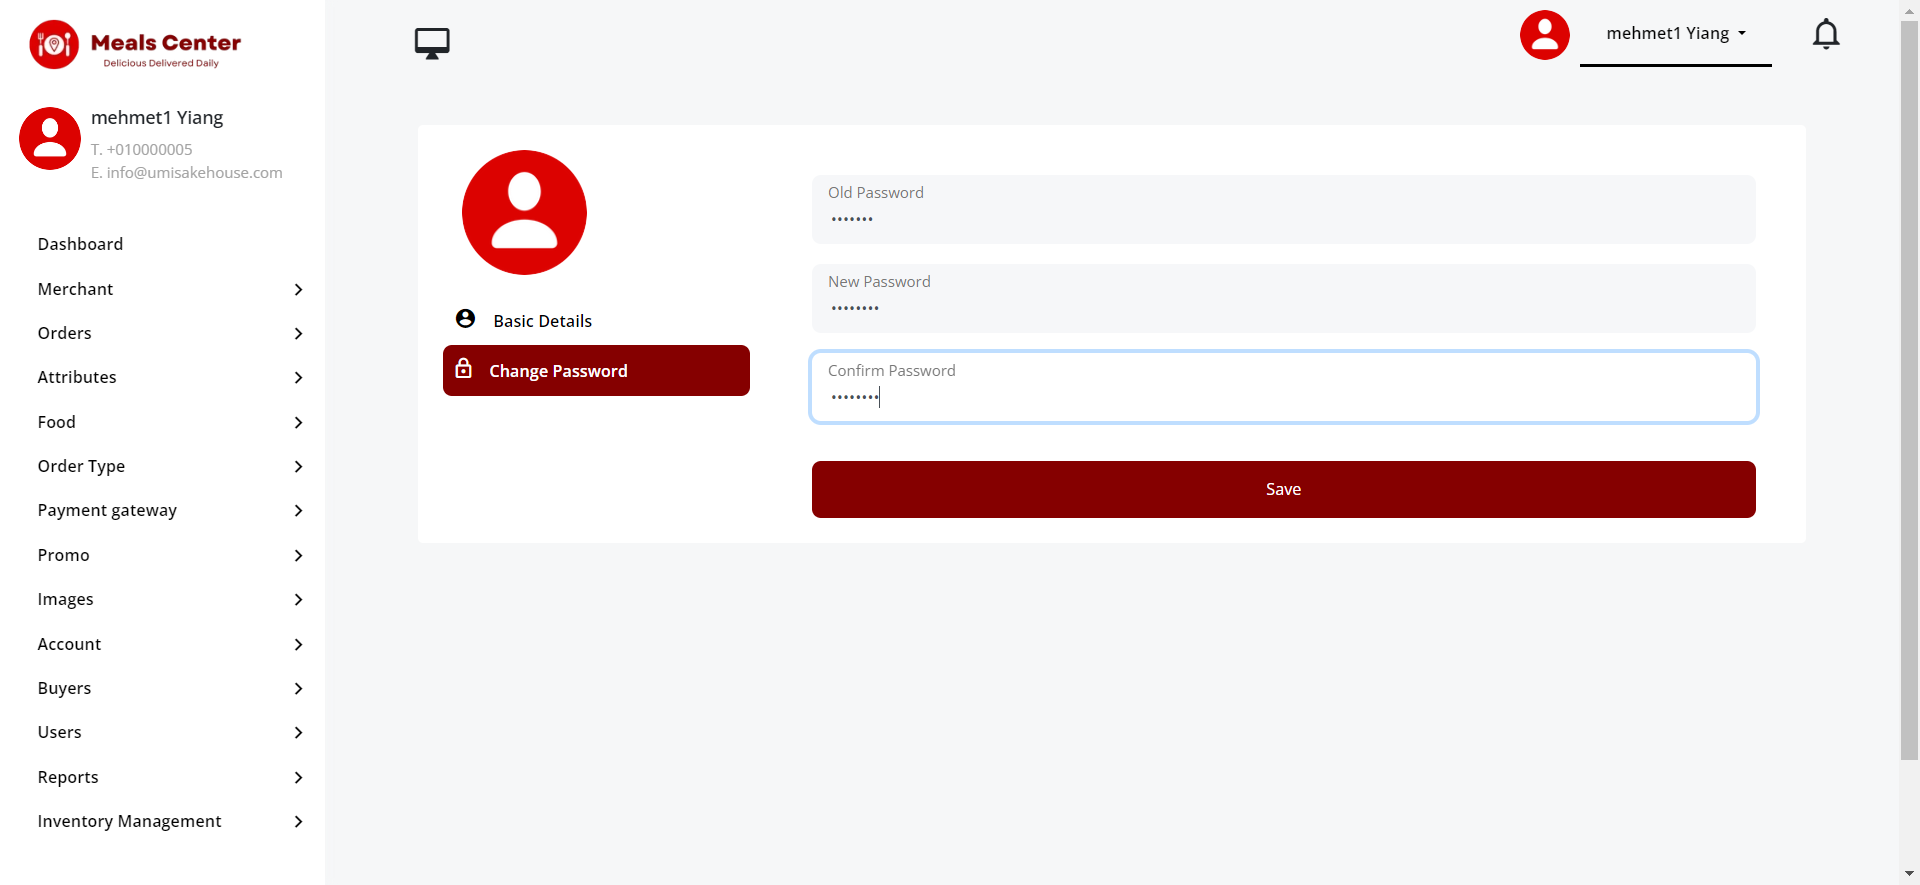 Meals Center
Delicious Delivered Daily
mehmet1 Yiang
T. +010000005
E. info@umisakehouse.com
Dashboard
Merchant
Orders
Attributes
Food
Order Type
Payment gateway
Promo
Images
Account
Buyers
Users
Reports
Inventory Management
mehmet1 Yiang
Basic Details
Change Password
Old Password
•••••••
New Password
••••••••
Confirm Password
••••••••
Save